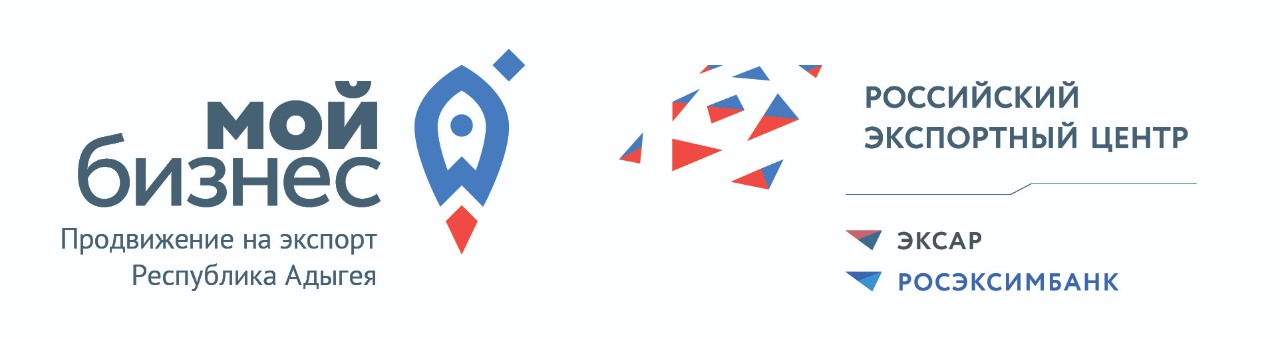 мой
бизнес
Продвижение на экспорт
Республика Адыгея
РОССИЙСКИЙ
ЭКСПОРТНЫЙ ЦЕНТР
ЭКСАР
РОСЭКСИМБАНК